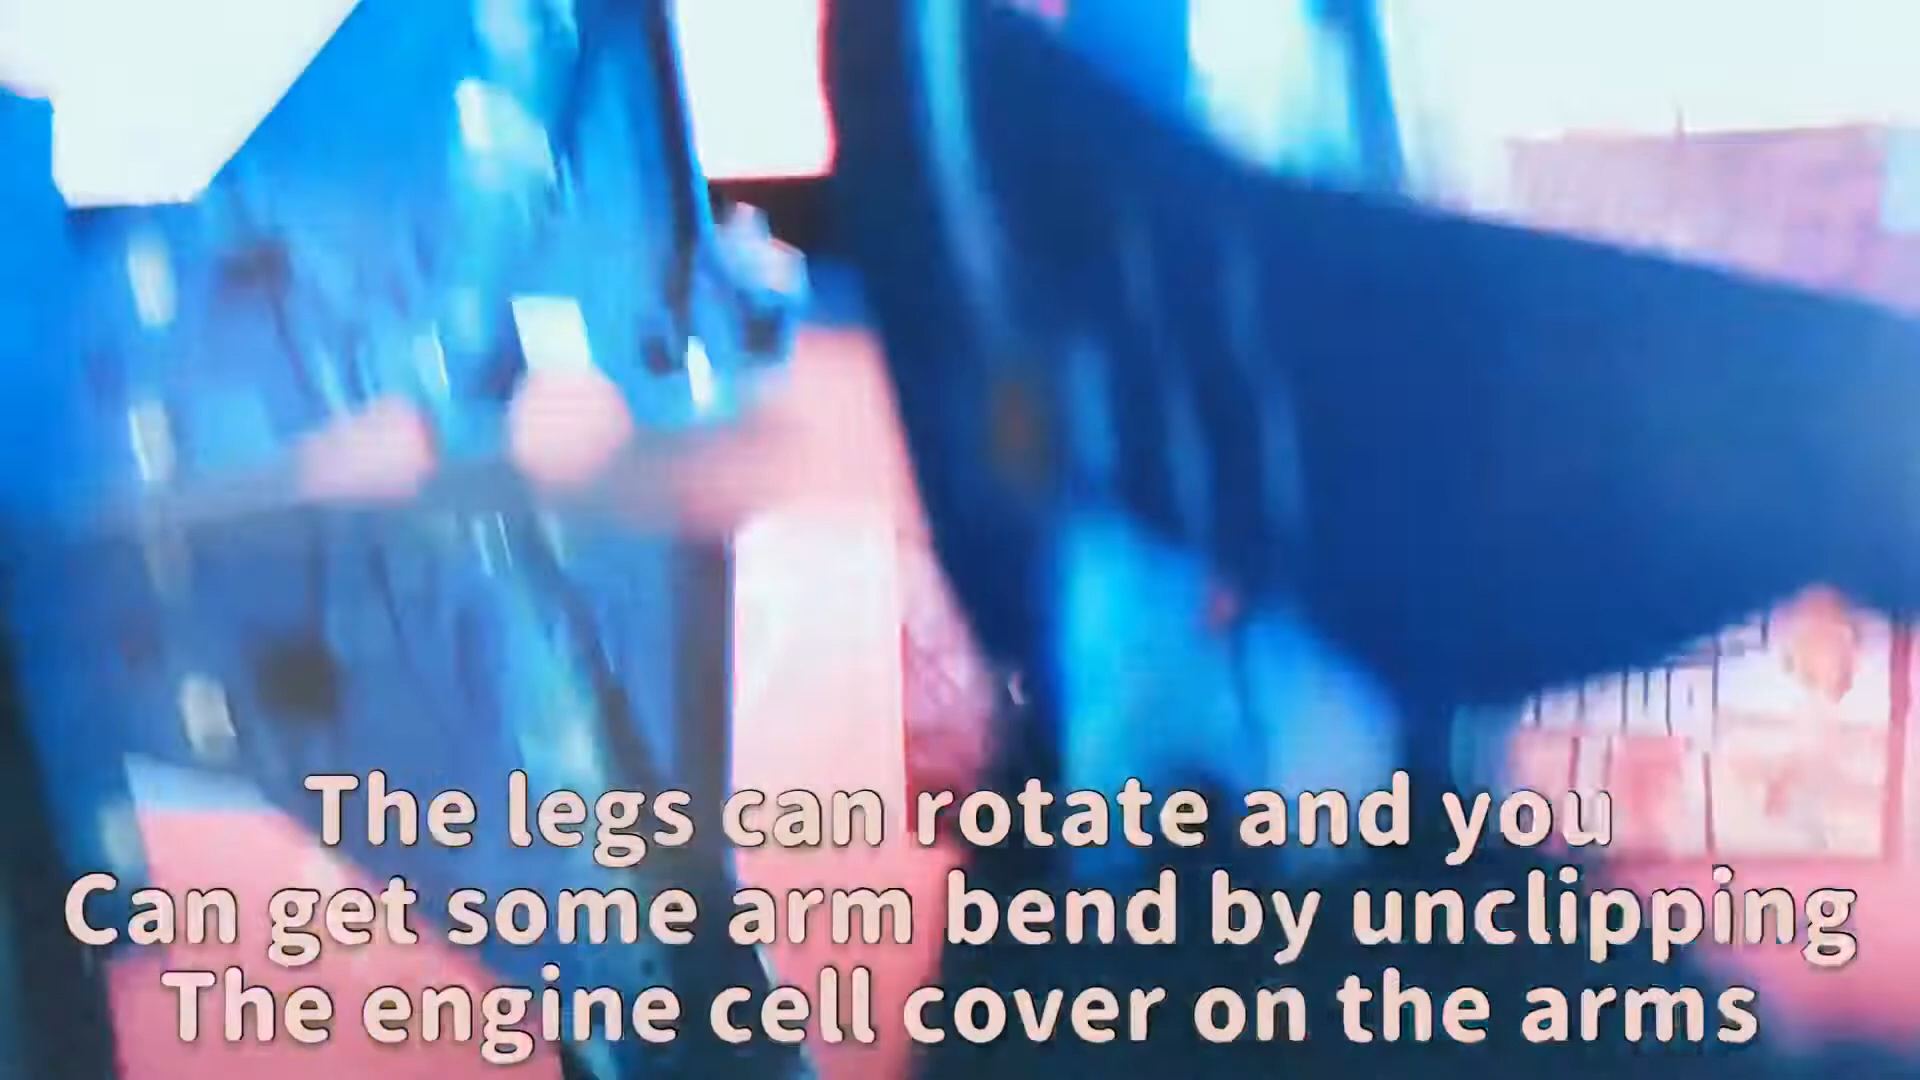 The legs can rotate and you
Can get some arm bend by unclipping
The engine cell cover on the arms